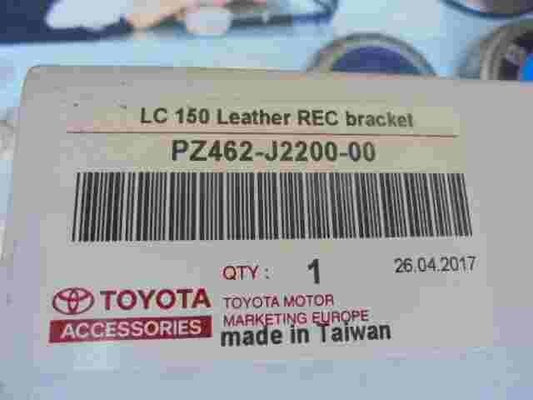 LC 150 Leather REC bracket
PZ462-J2200-00
QTY : 1
26.04.2017
TOYOTA
ACCESSORIES
TOYOTA MOTOR
MARKETING EUROPE
made in Taiwan